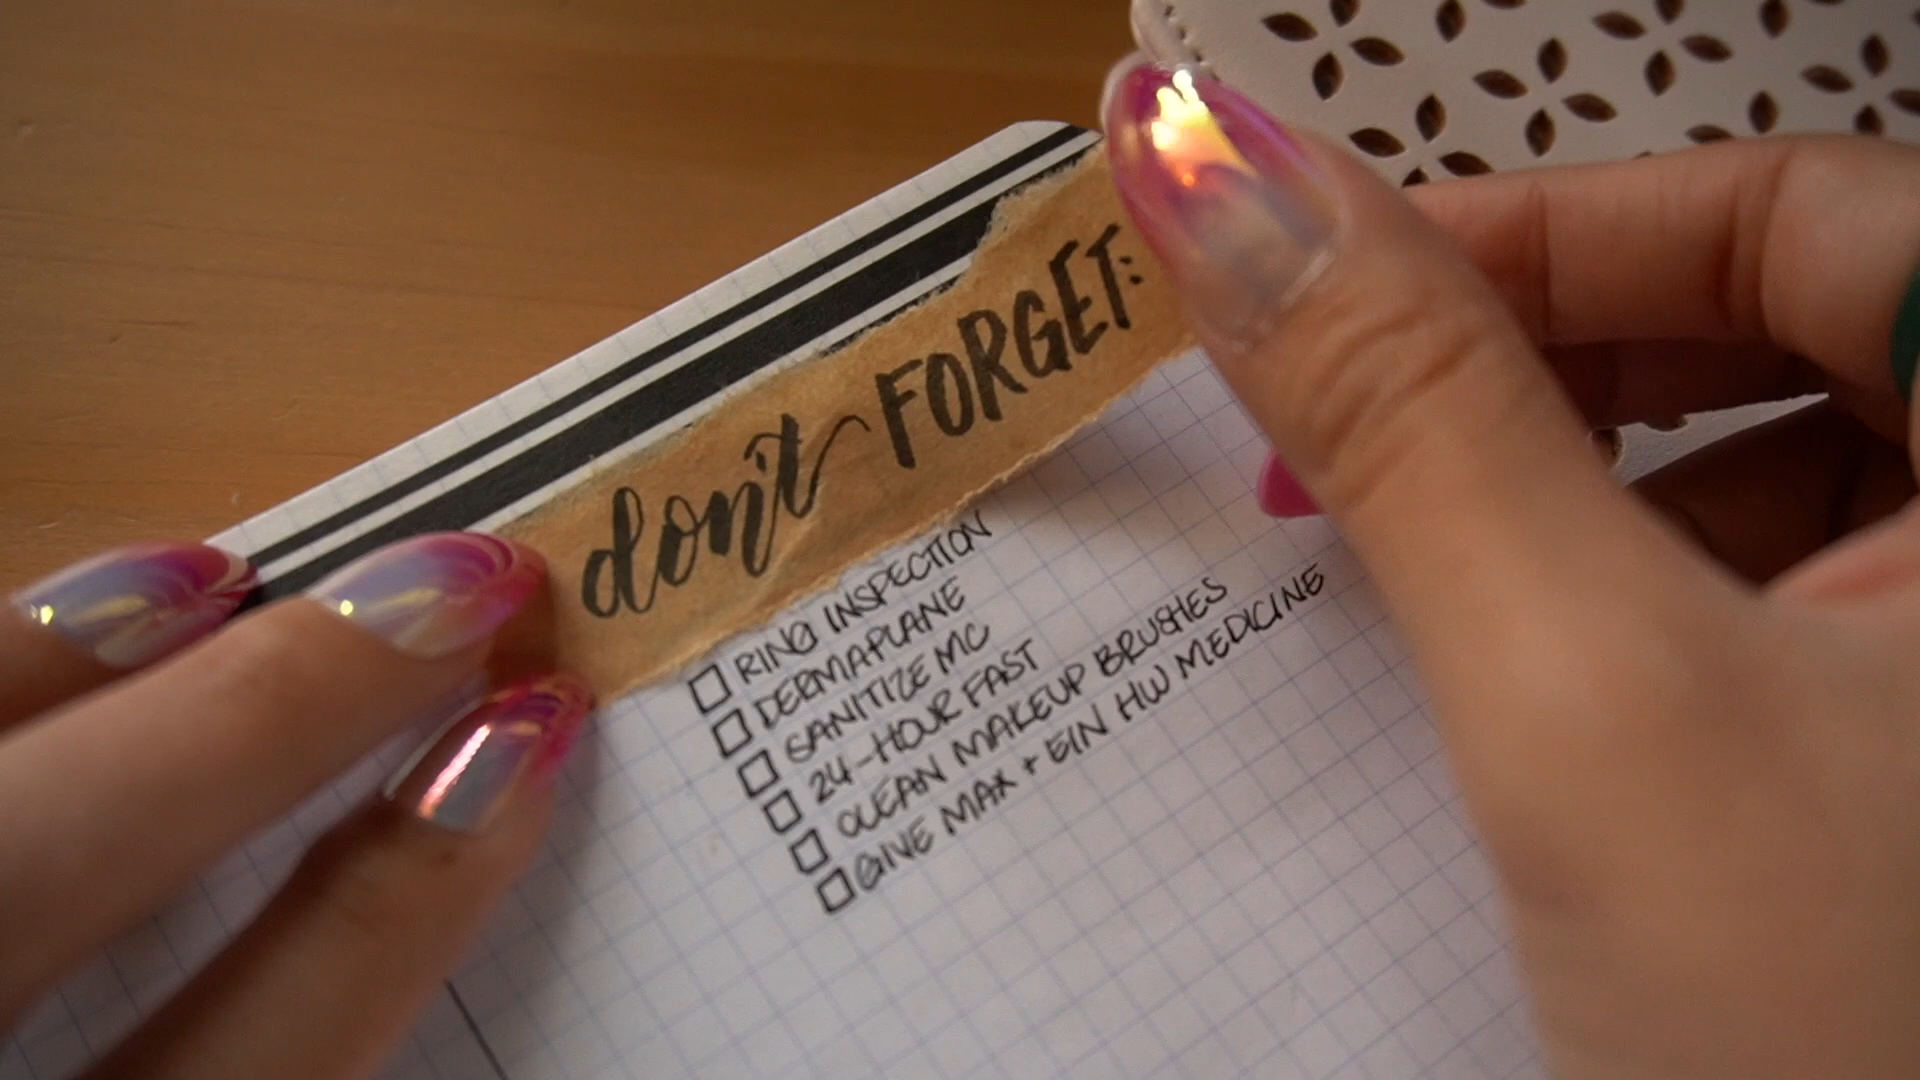 don't FORGET:
RING INSPECTION
DERMAPLANE
SANITIZE MC
24-HOUR FAST
CLEAN MAKEUP BRUSHES
GIVE MAX + EIN HW MEDICINE